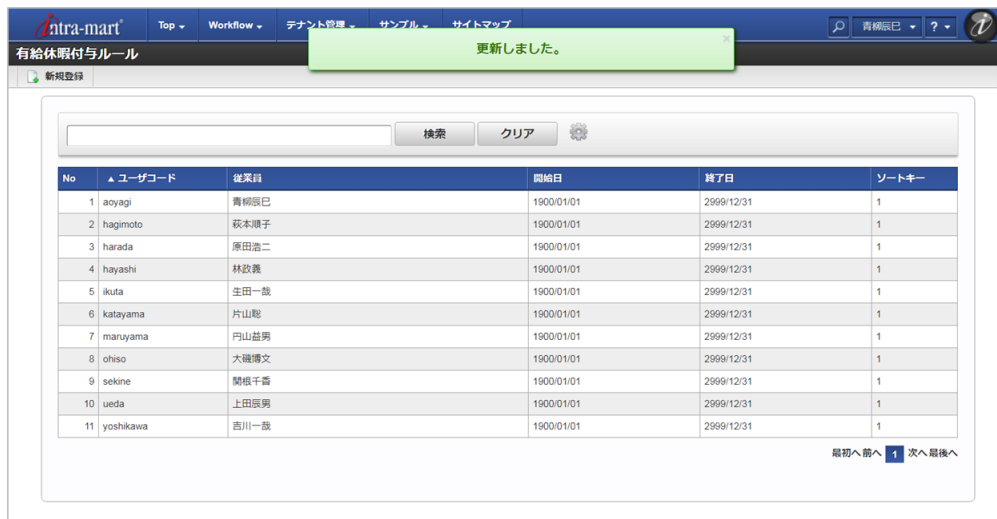 intra-mart Top Workflow テナント管理 サンプル サイトマップ 青柳辰巳 ?
更新しました。 ×
有給休暇付与ルール
新規登録
検索 クリア
No ▲ ユーザコード 従業員 開始日 終了日 ソートキー
1 aoyagi 青柳辰巳 1900/01/01 2999/12/31 1
2 hagimoto 萩本順子 1900/01/01 2999/12/31 1
3 harada 原田浩二 1900/01/01 2999/12/31 1
4 hayashi 林政義 1900/01/01 2999/12/31 1
5 ikuta 生田一哉 1900/01/01 2999/12/31 1
6 katayama 片山聡 1900/01/01 2999/12/31 1
7 maruyama 円山益男 1900/01/01 2999/12/31 1
8 ohiso 大磯博文 1900/01/01 2999/12/31 1
9 sekine 関根千香 1900/01/01 2999/12/31 1
10 ueda 上田辰男 1900/01/01 2999/12/31 1
11 yoshikawa 吉川一哉 1900/01/01 2999/12/31 1
最初へ 前へ 1 次へ 最後へ